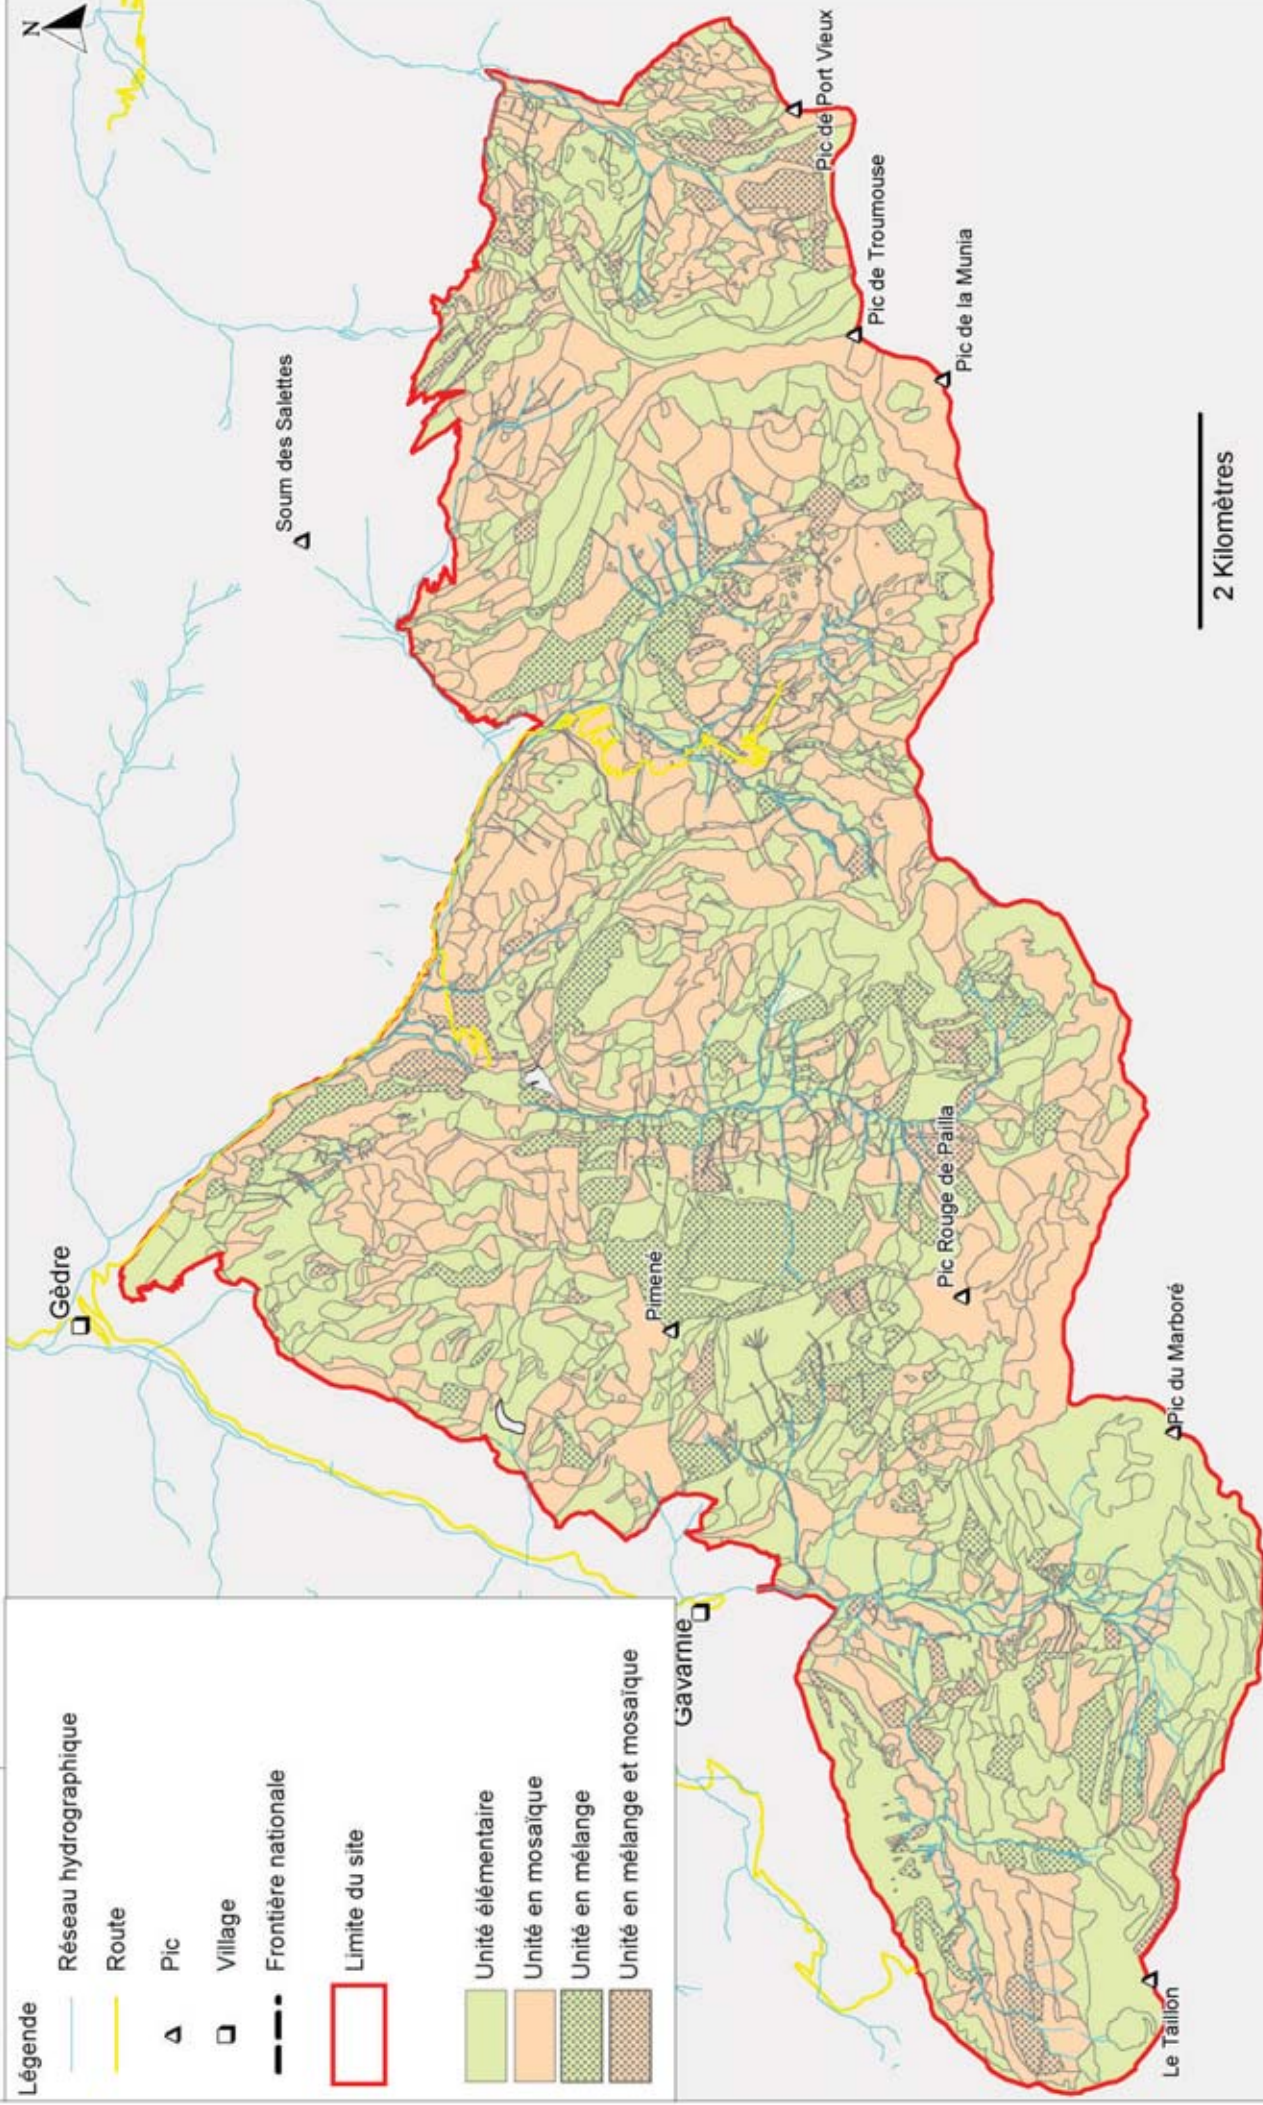 N
Légende
Réseau hydrographique
Route
Pic
Village
Frontière nationale
Limite du site
Unité élémentaire
Unité en mosaïque
Unité en mélange
Unité en mélange et mosaïque
Gèdre
Gavarnie
Soum des Salettes
Pimené
Pic Rouge de Pailla
Pic du Marboré
Le Taillon
Pic de Port Vieux
Pic de Troumouse
Pic de la Munia
2 Kilomètres